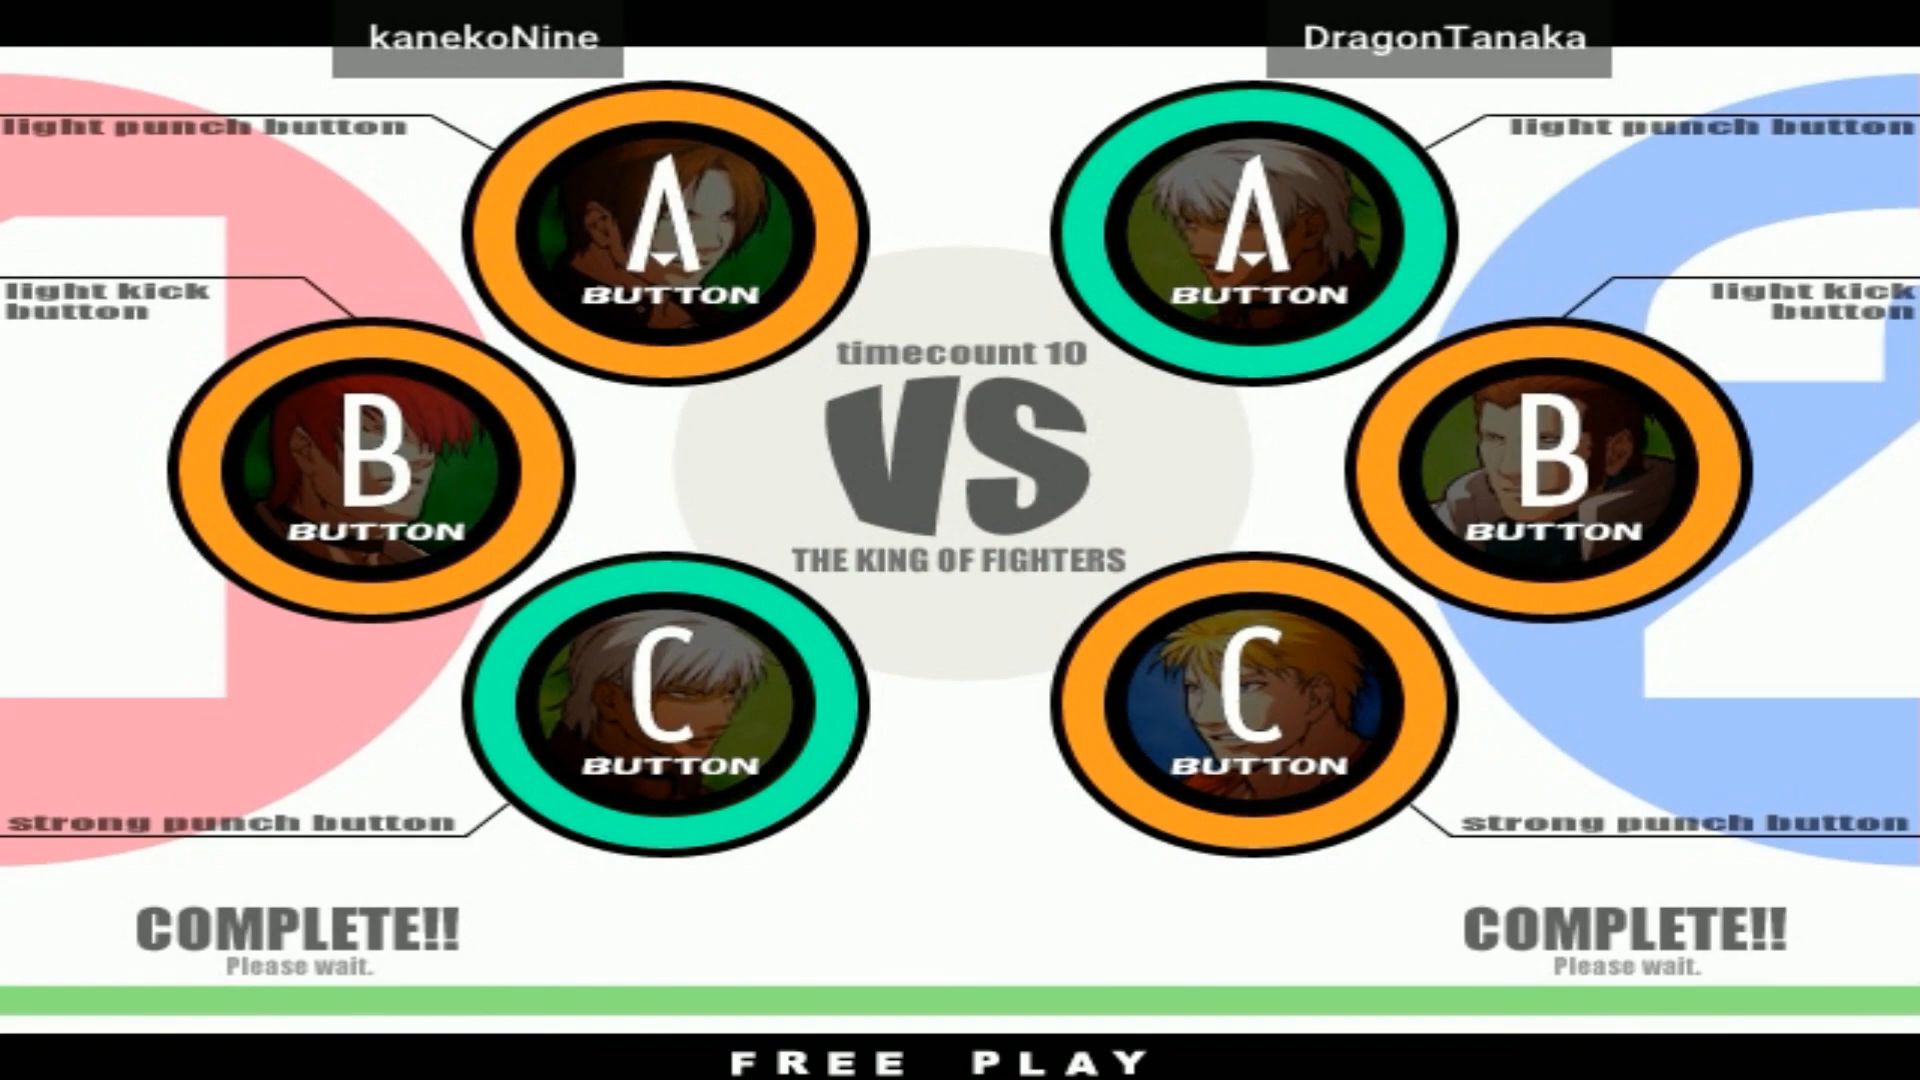 kanekoNine
DragonTanaka
light punch button
A
BUTTON
A
BUTTON
light punch button
light kick
button
B
BUTTON
timecount 10
VS
THE KING OF FIGHTERS
light kick
button
B
BUTTON
C
BUTTON
C
BUTTON
strong punch button
strong punch button
1
2
COMPLETE!!
Please wait.
COMPLETE!!
Please wait.
FREE PLAY